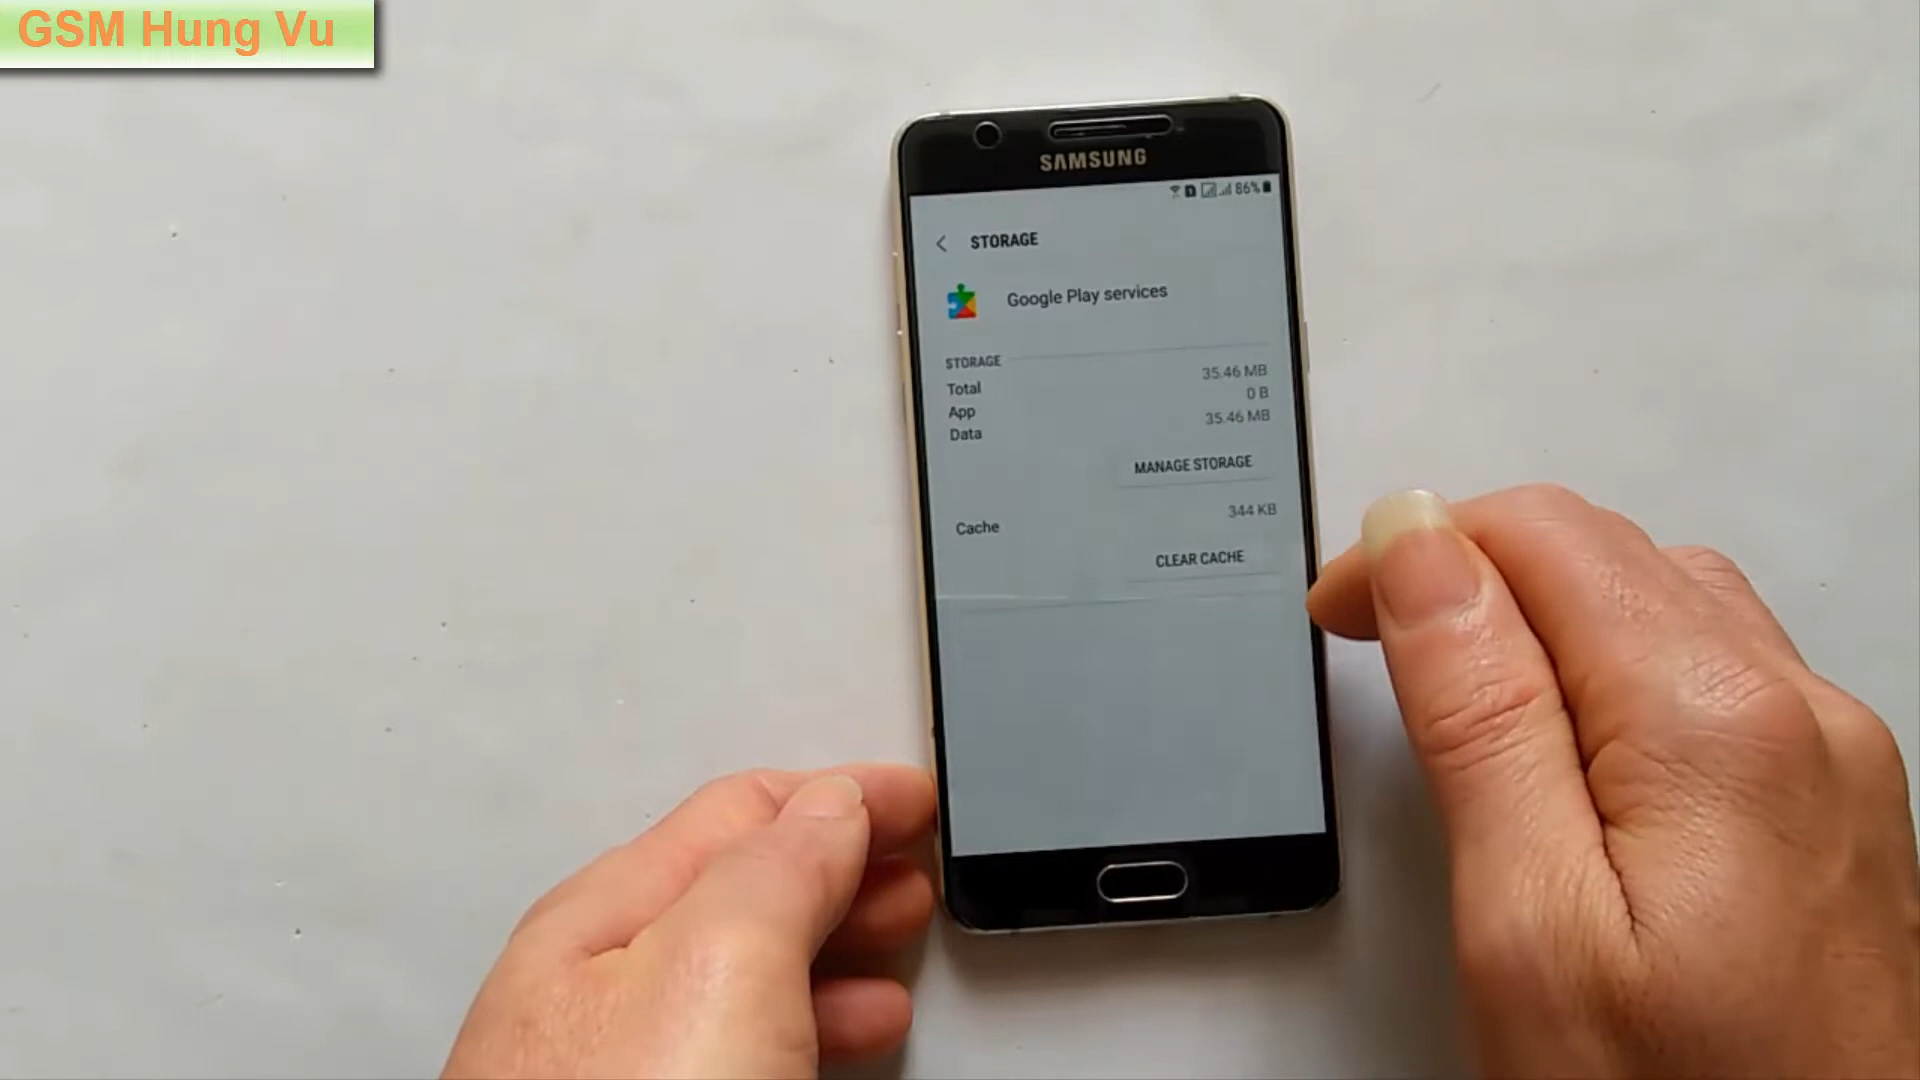 GSM Hung Vu
SAMSUNG
86%
STORAGE
Google Play services
STORAGE
Total 35.46 MB
App 0 B
Data 35.46 MB
MANAGE STORAGE
Cache 344 KB
CLEAR CACHE